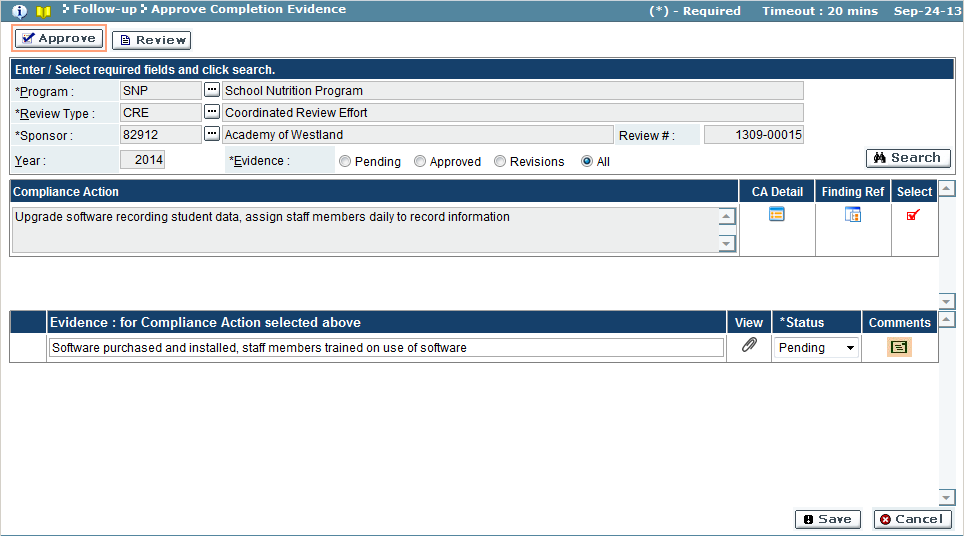 Follow-up Approve Completion Evidence (*) - Required Timeout : 20 mins Sep-24-13
Approve Review
Enter / Select required fields and click search.
*Program : SNP ... School Nutrition Program
*Review Type : CRE ... Coordinated Review Effort
*Sponsor : 82912 ... Academy of Westland Review # : 1309-00015
Year : 2014 *Evidence : Pending Approved Revisions All Search
Compliance Action CA Detail Finding Ref Select
Upgrade software recording student data, assign staff members daily to record information
Evidence : for Compliance Action selected above View *Status Comments
Software purchased and installed, staff members trained on use of software Pending
Save Cancel